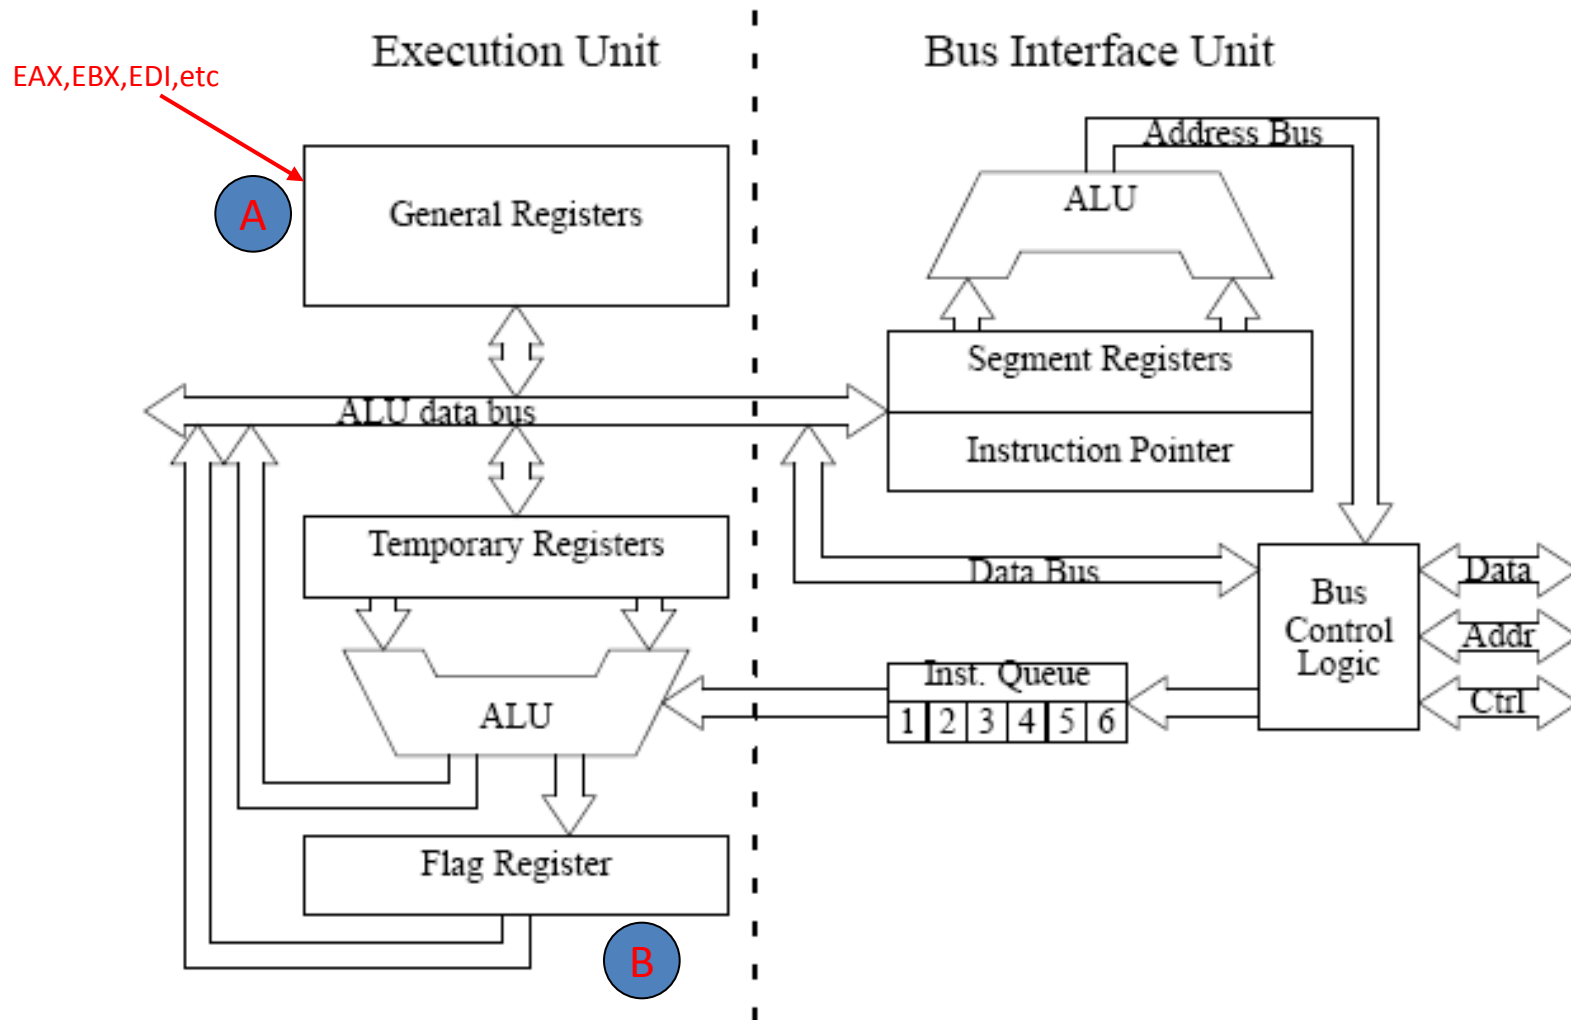 Execution Unit
Bus Interface Unit
EAX,EBX,EDI,etc
A
General Registers
Address Bus
ALU
Segment Registers
ALU data bus
Instruction Pointer
Temporary Registers
Data Bus
Bus
Control
Logic
Data
Addr
Ctrl
Inst. Queue
1 2 3 4 5 6
ALU
Flag Register
B